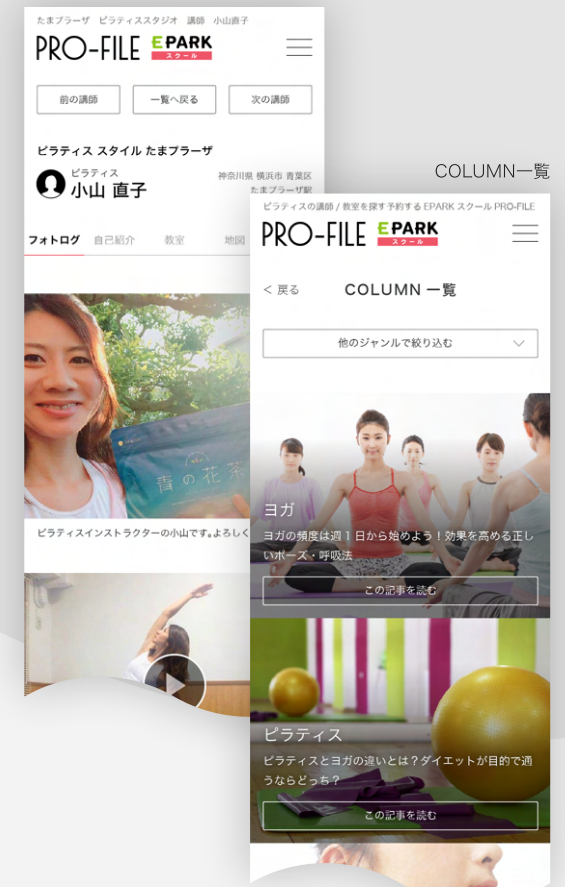 たまプラーザ ピラティススタジオ 講師 小山直子
PRO-FILE EPARK
スクール
前の講師 一覧へ戻る 次の講師
ピラティス スタイル たまプラーザ
ピラティス
小山 直子
神奈川県 横浜市 青葉区
たまプラーザ駅
フォトログ 自己紹介 教室 地図
青の花茶
ピラティスインストラクターの小山です。よろしく
COLUMN一覧
ピラティスの講師 / 教室を探す予約する EPARK スクール PRO-FILE
PRO-FILE EPARK
スクール
< 戻る COLUMN 一覧
他のジャンルで絞り込む
ヨガ
ヨガの頻度は週1日から始めよう！効果を高める正し
いポーズ・呼吸法
この記事を読む
ピラティス
ピラティスとヨガの違いとは？ダイエットが目的で通
うならどっち？
この記事を読む